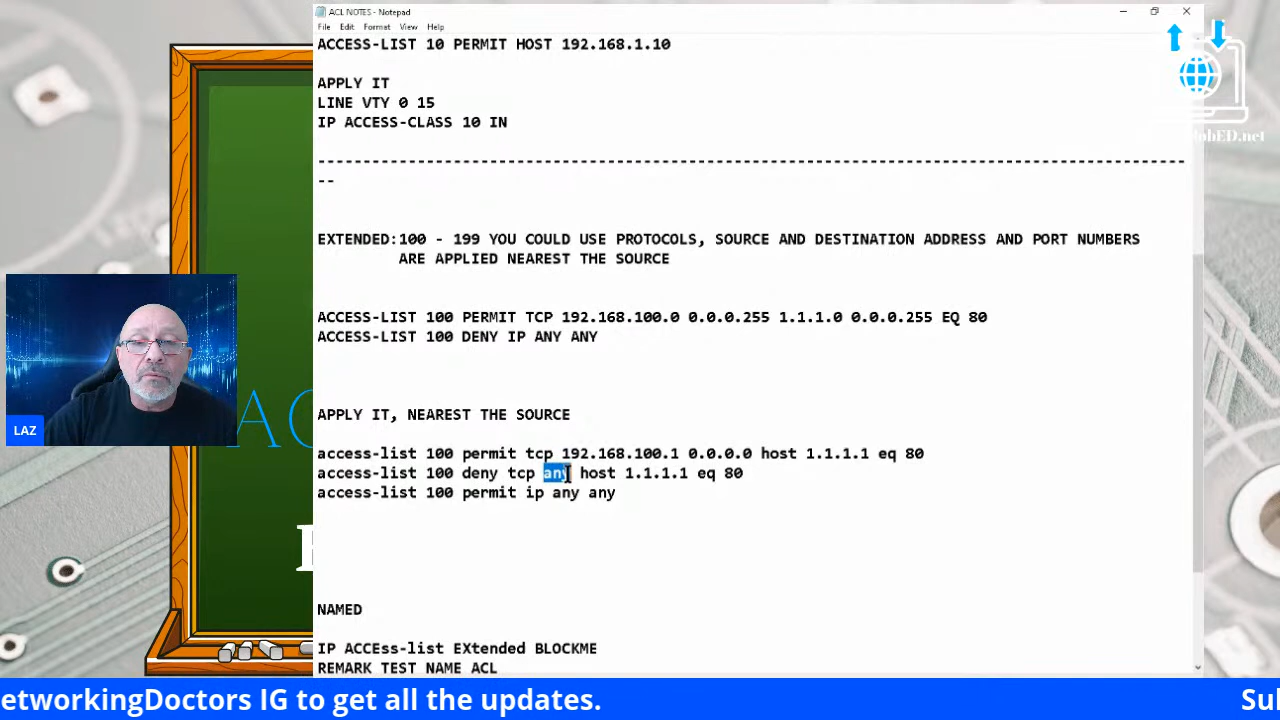 ACL NOTES - Notepad
File Edit Format View Help
ACCESS-LIST 10 PERMIT HOST 192.168.1.10
APPLY IT
LINE VTY 0 15
IP ACCESS-CLASS 10 IN
-----------------------------------------------------------------------------------------------
--
EXTENDED:100 - 199 YOU COULD USE PROTOCOLS, SOURCE AND DESTINATION ADDRESS AND PORT NUMBERS
ARE APPLIED NEAREST THE SOURCE
ACCESS-LIST 100 PERMIT TCP 192.168.100.0 0.0.0.255 1.1.1.0 0.0.0.255 EQ 80
ACCESS-LIST 100 DENY IP ANY ANY
APPLY IT, NEAREST THE SOURCE
access-list 100 permit tcp 192.168.100.1 0.0.0.0 host 1.1.1.1 eq 80
access-list 100 deny tcp any host 1.1.1.1 eq 80
access-list 100 permit ip any any
NAMED
IP ACCEss-list EXtended BLOCKME
REMARK TEST NAME ACL
LAZ
etworkingDoctors IG to get all the updates.